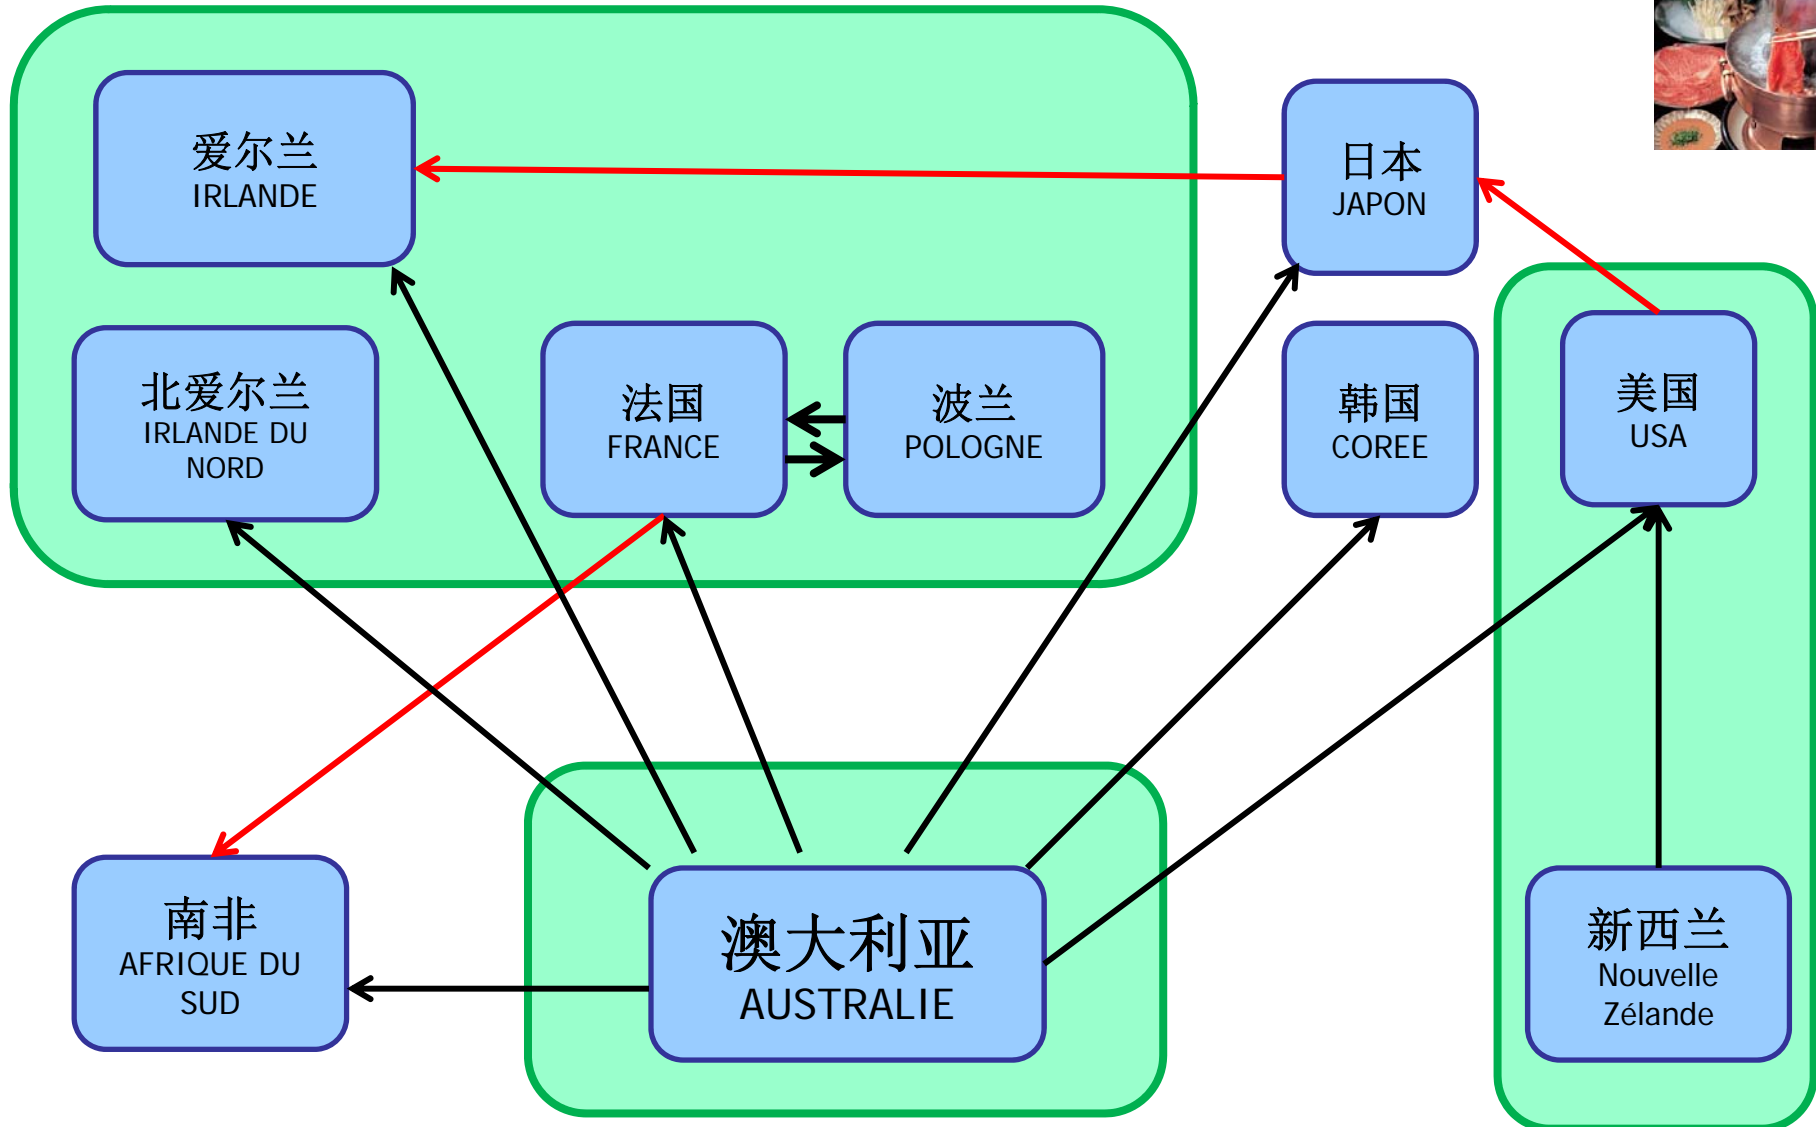 爱尔兰
IRLANDE
日本
JAPON
北爱尔兰
IRLANDE DU
NORD
法国
FRANCE
波兰
POLOGNE
韩国
COREE
美国
USA
南非
AFRIQUE DU
SUD
澳大利亚
AUSTRALIE
新西兰
Nouvelle
Zélande